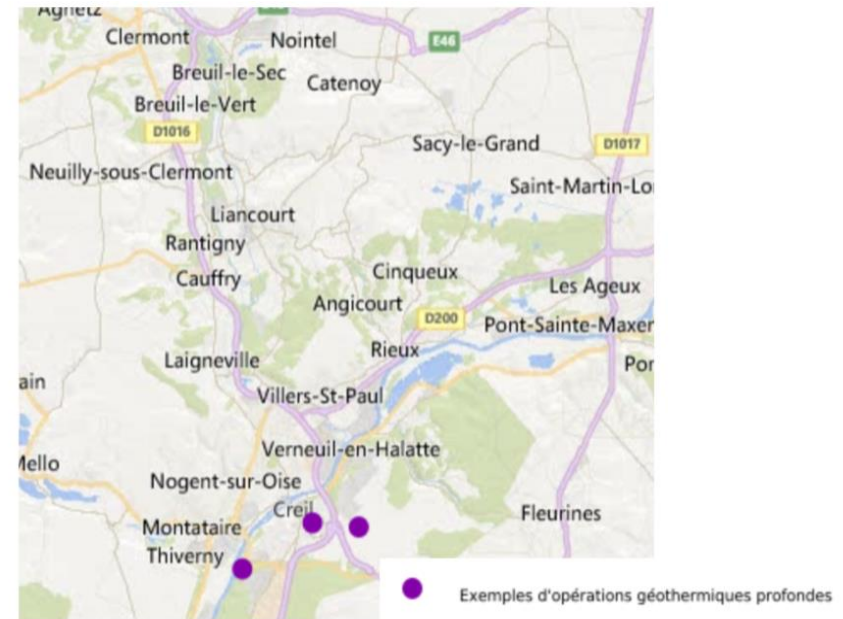 Agnetz
Clermont
Nointel
E46
Breuil-le-Sec
Catenoy
Breuil-le-Vert
D1016
Sacy-le-Grand
D1017
Neuilly-sous-Clermont
Saint-Martin-Lo
Liancourt
Rantigny
Cinqueux
Cauffry
Les Ageux
Angicourt
D200
Pont-Sainte-Maxer
Rieux
Laigneville
Por
ain
Villers-St-Paul
Verneuil-en-Halatte
Mello
Nogent-sur-Oise
Creil
Fleurines
Montataire
Thiverny
Exemples d'opérations géothermiques profondes